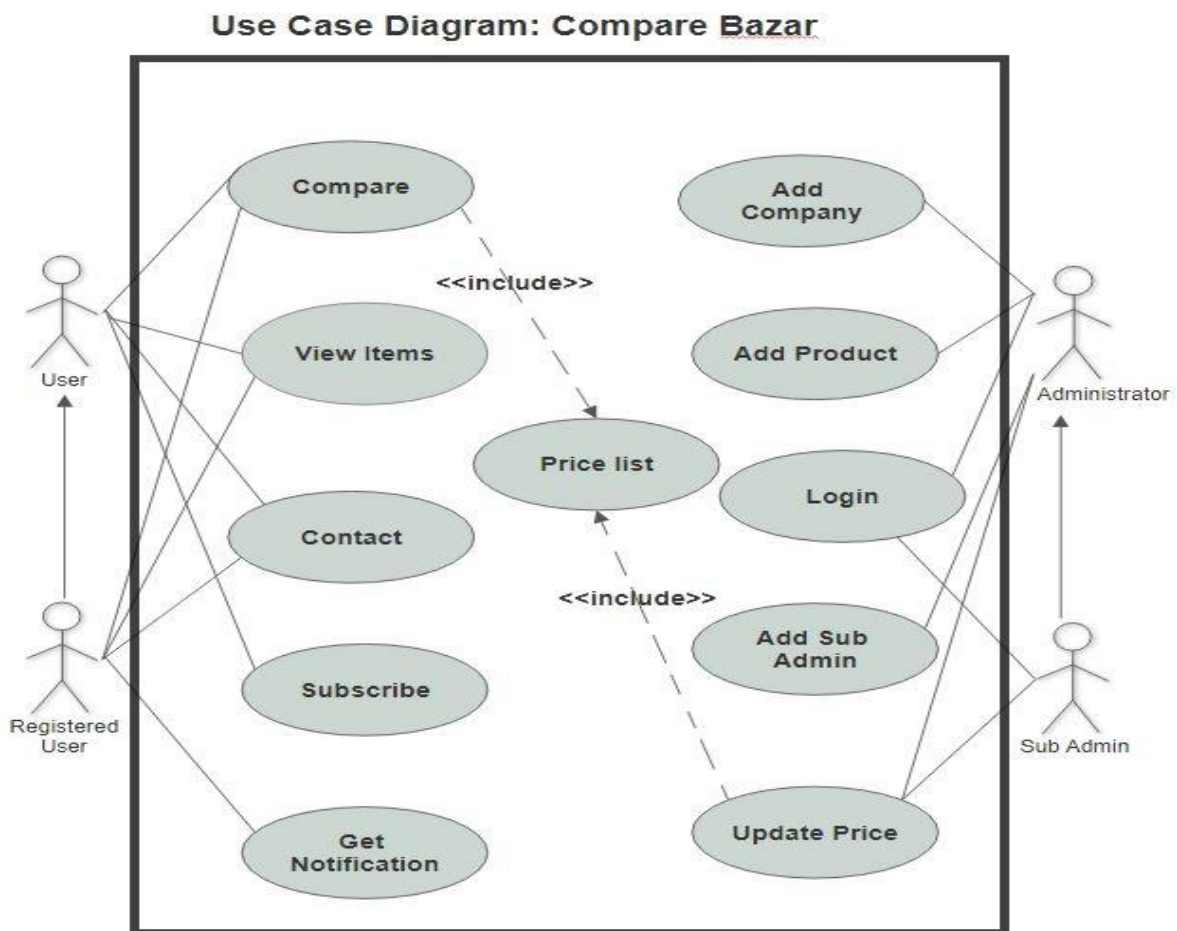 Use Case Diagram: Compare Bazar
Compare
Add
Company
<<include>>
User
View Items
Add Product
Administrator
Price list
Login
Contact
<<include>>
Add Sub
Admin
Subscribe
Registered
User
Sub Admin
Get
Notification
Update Price